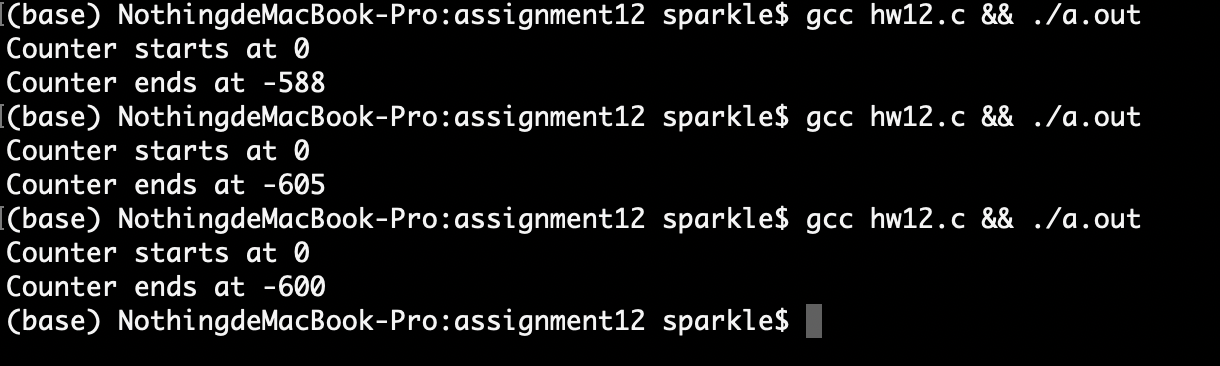 (base) NothingdeMacBook-Pro:assignment12 sparkle$ gcc hw12.c && ./a.out
Counter starts at 0
Counter ends at -588
(base) NothingdeMacBook-Pro:assignment12 sparkle$ gcc hw12.c && ./a.out
Counter starts at 0
Counter ends at -605
(base) NothingdeMacBook-Pro:assignment12 sparkle$ gcc hw12.c && ./a.out
Counter starts at 0
Counter ends at -600
(base) NothingdeMacBook-Pro:assignment12 sparkle$